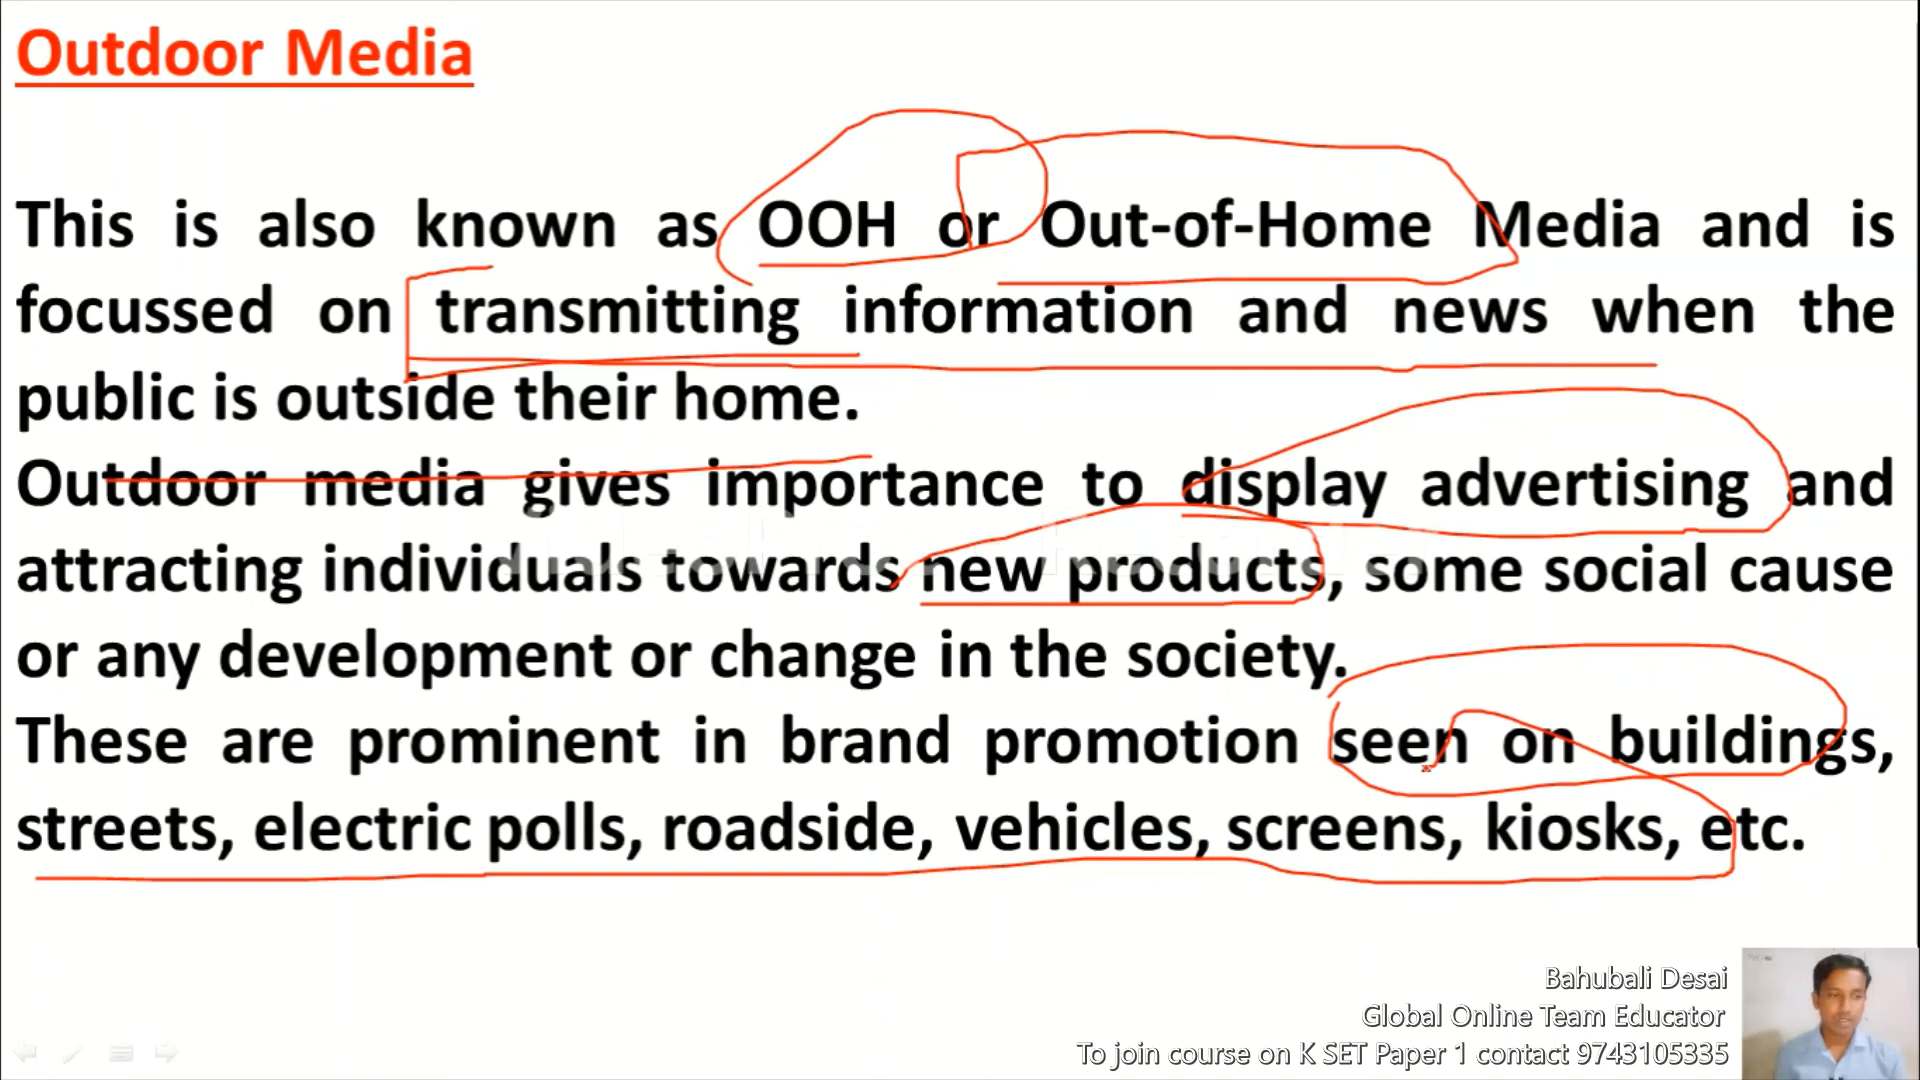 Outdoor Media
This is also known as OOH or Out-of-Home Media and is
focussed on transmitting information and news when the
public is outside their home.
Outdoor media gives importance to display advertising and
attracting individuals towards new products, some social cause
or any development or change in the society.
These are prominent in brand promotion seen on buildings,
streets, electric polls, roadside, vehicles, screens, kiosks, etc.
Bahubali Desai
Global Online Team Educator
To join course on K SET Paper 1 contact 9743105335